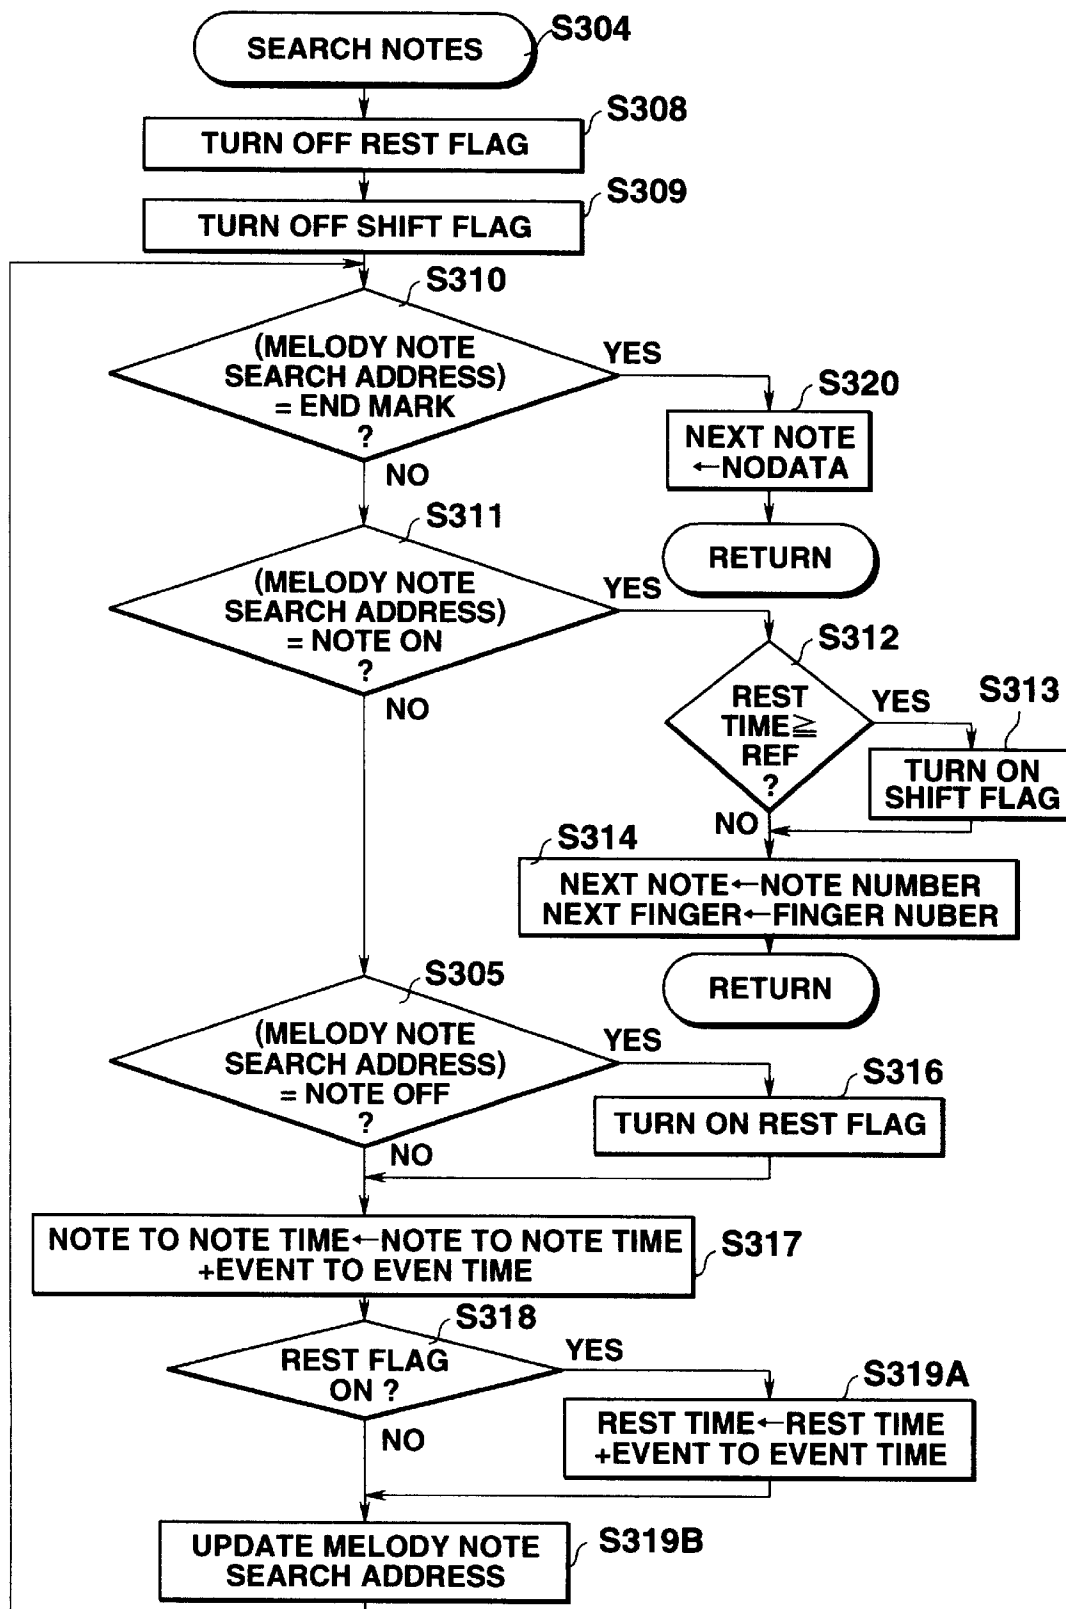 SEARCH NOTES
S304
S308
TURN OFF REST FLAG
S309
TURN OFF SHIFT FLAG
S310
(MELODY NOTE
SEARCH ADDRESS)
= END MARK
?
YES
NO
S320
NEXT NOTE
←NODATA
RETURN
S311
(MELODY NOTE
SEARCH ADDRESS)
= NOTE ON
?
YES
NO
S312
REST
TIME≧
REF
?
YES
NO
S313
TURN ON
SHIFT FLAG
S314
NEXT NOTE←NOTE NUMBER
NEXT FINGER←FINGER NUBER
RETURN
S305
(MELODY NOTE
SEARCH ADDRESS)
= NOTE OFF
?
YES
NO
S316
TURN ON REST FLAG
NOTE TO NOTE TIME←NOTE TO NOTE TIME
+EVENT TO EVEN TIME
S317
S318
REST FLAG
ON ?
YES
NO
S319A
REST TIME←REST TIME
+EVENT TO EVENT TIME
UPDATE MELODY NOTE
SEARCH ADDRESS
S319B